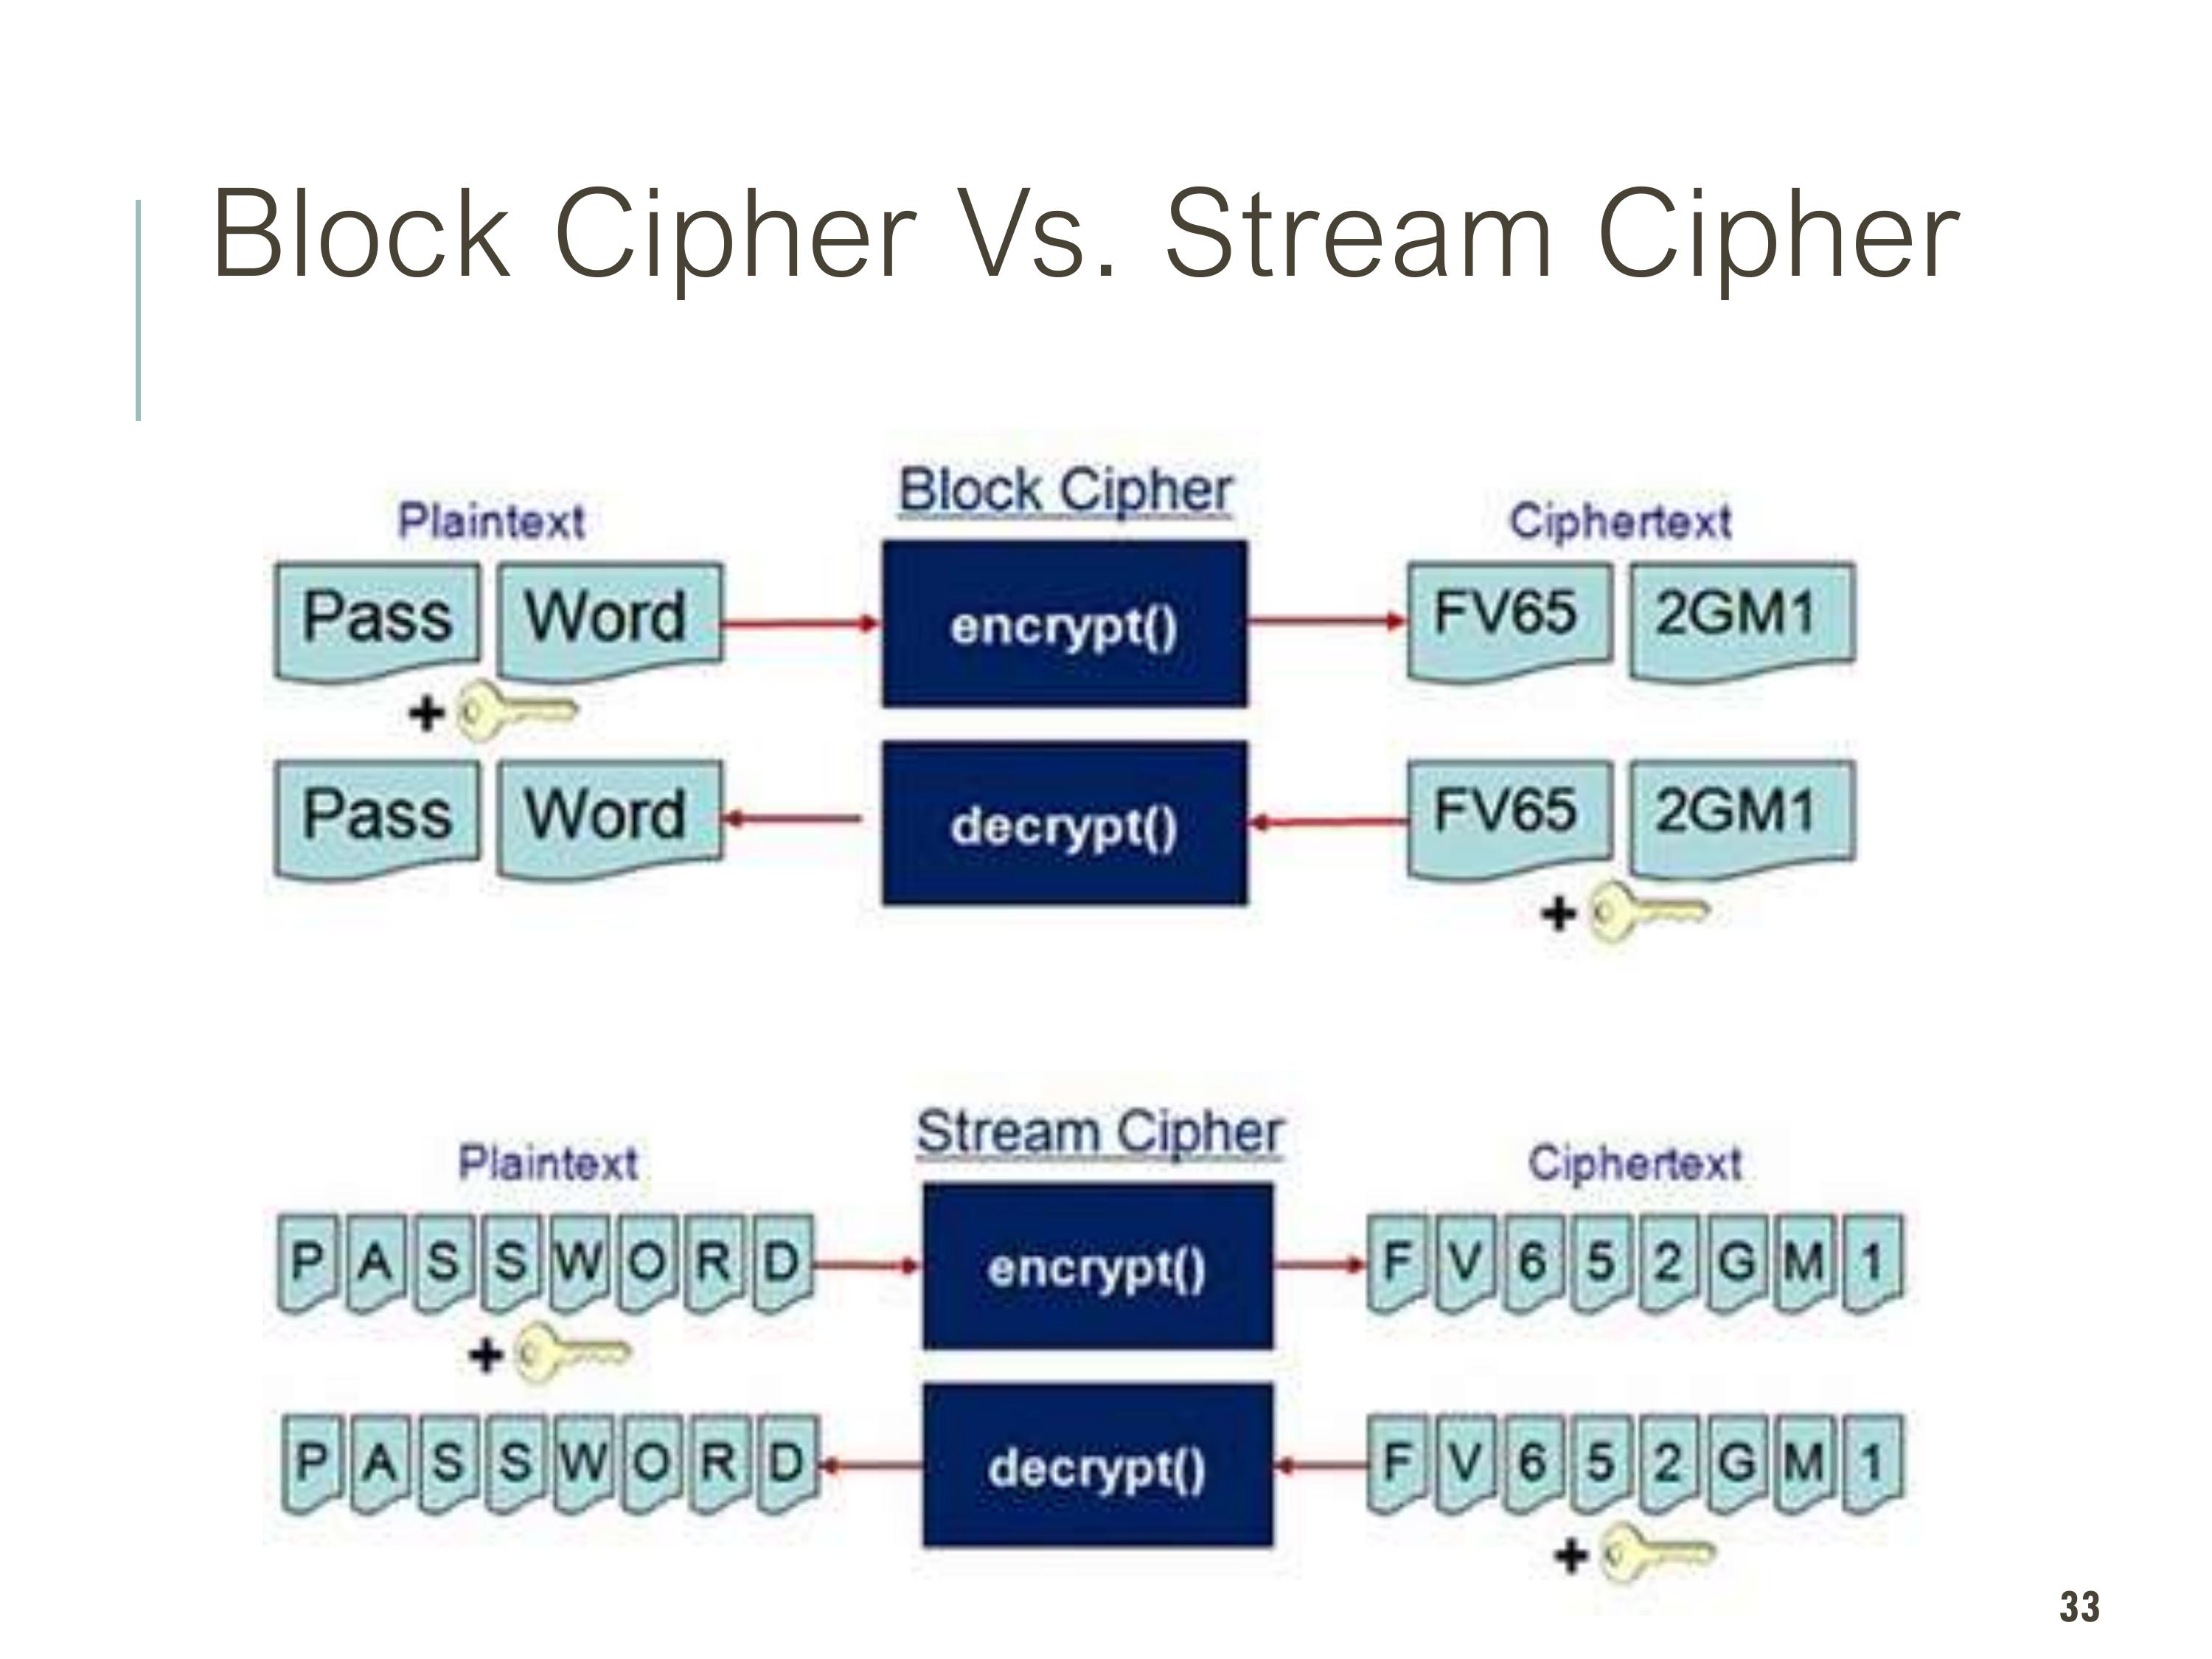 Block Cipher Vs. Stream Cipher
Block Cipher
Plaintext
Ciphertext
Pass Word
encrypt()
FV65 2GM1
+
Pass Word
decrypt()
FV65 2GM1
+
Stream Cipher
Plaintext
Ciphertext
P A S S W O R D
encrypt()
F V 6 5 2 G M 1
+
P A S S W O R D
decrypt()
F V 6 5 2 G M 1
+
33